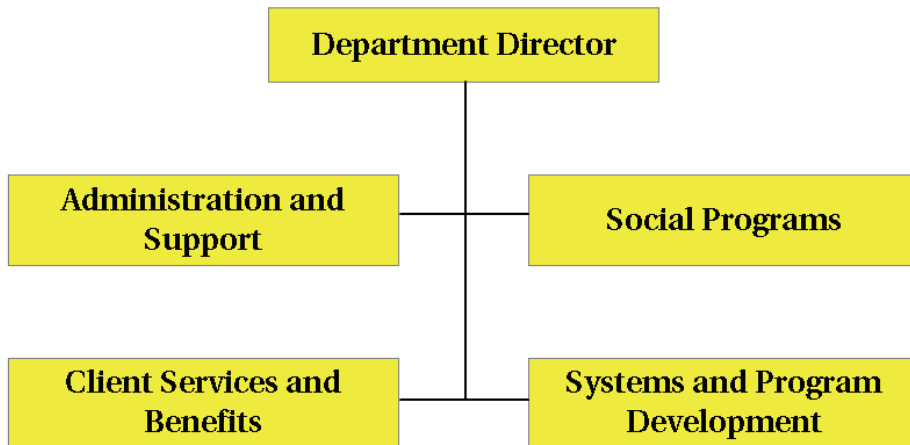 Department Director
Administration and
Support
Social Programs
Client Services and
Benefits
Systems and Program
Development